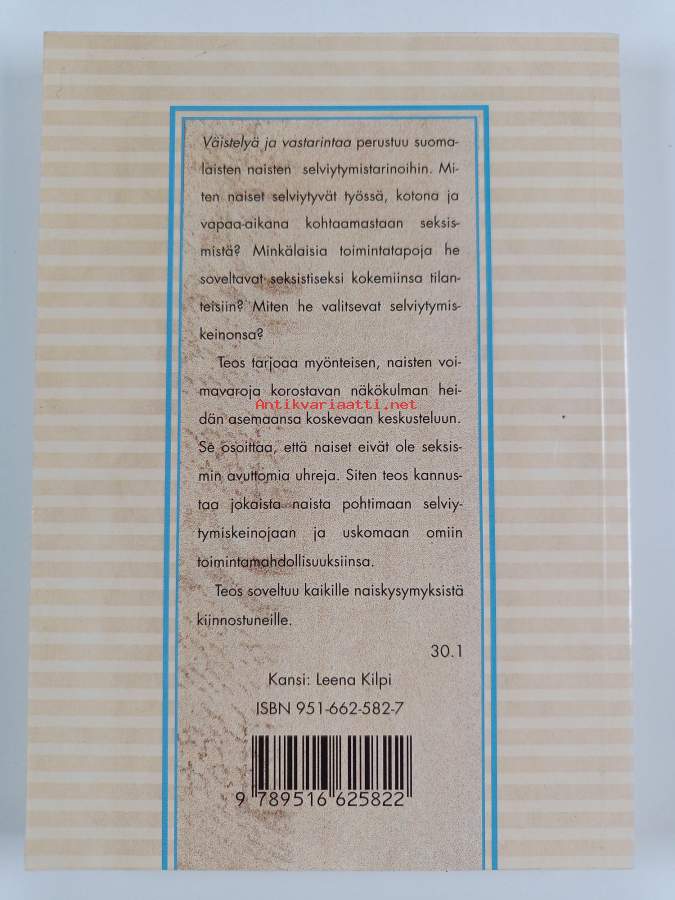 Väistelyä ja vastarintaa perustuu suoma-
laisten naisten selviytymistarinoihin. Mi-
ten naiset selviytyvät työssä, kotona ja
vapaa-aikana kohtaamastaan seksis-
mistä? Minkälaisia toimintatapoja he
soveltavat seksistiseksi kokemiinsa tilan-
teisiin? Miten he valitsevat selviytymis-
keinonsa?
Teos tarjoaa myönteisen, naisten voi-
mavaroja korostavan näkökulman hei-
Antikvariaatti.net
dän asemaansa koskevaan keskusteluun.
Se osoittaa, että naiset eivät ole seksis-
min avuttomia uhreja. Siten teos kannus-
taa jokaista naista pohtimaan selviy-
tymiskeinojaan ja uskomaan omiin
toimintamahdollisuuksiinsa.
Teos soveltuu kaikille naiskysymyksistä
kiinnostuneille.
30.1
Kansi: Leena Kilpi
ISBN 951-662-582-7
9 789516 625822